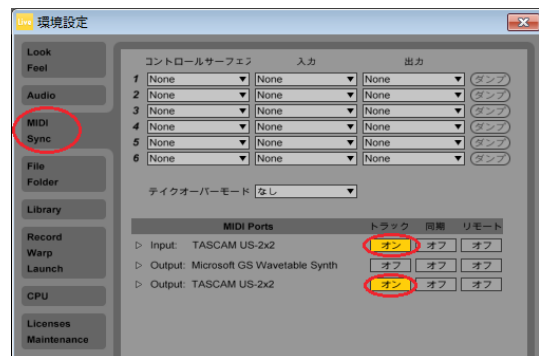 Live 環境設定
Look
Feel
Audio
MIDI
Sync
File
Folder
Library
Record
Warp
Launch
CPU
Licenses
Maintenance
コントロールサーフェス 入力 出力
1 None None None ダンプ
2 None None None ダンプ
3 None None None ダンプ
4 None None None ダンプ
5 None None None ダンプ
6 None None None ダンプ
テイクオーバーモード なし
MIDI Ports トラック 同期 リモート
Input: TASCAM US-2x2 オン オフ オフ
Output: Microsoft GS Wavetable Synth オフ オフ オフ
Output: TASCAM US-2x2 オン オフ オフ